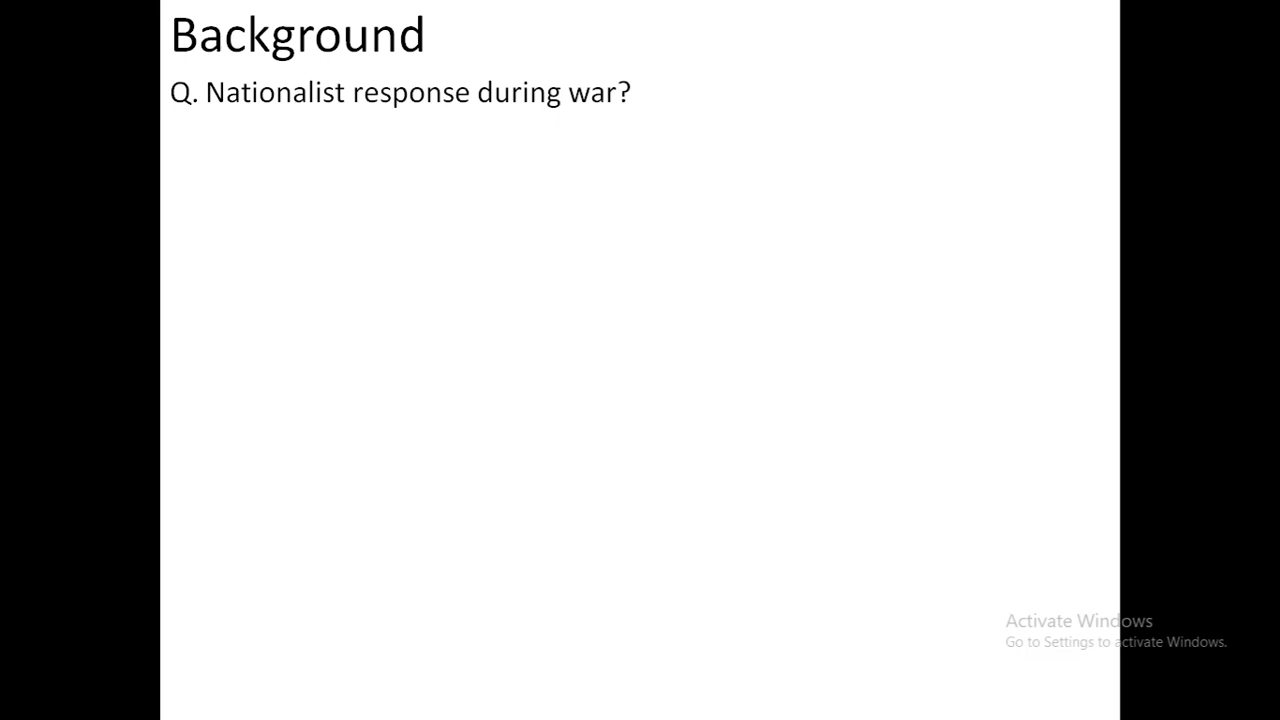 Background
Q. Nationalist response during war?
Activate Windows
Go to Settings to activate Windows.